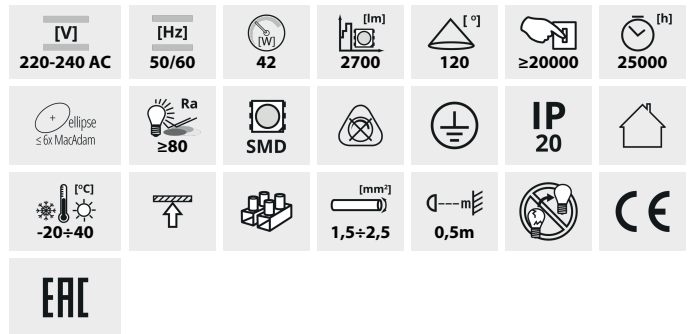 [V]
220-240 AC
[Hz]
50/60
[W]
42
[lm]
2700
[°]
120
≥20000
[h]
25000
ellipse
≤ 6x MacAdam
Ra
≥80
SMD
IP
20
[°C]
-20÷40
[mm²]
1,5÷2,5
m
0,5m
CE
EAC